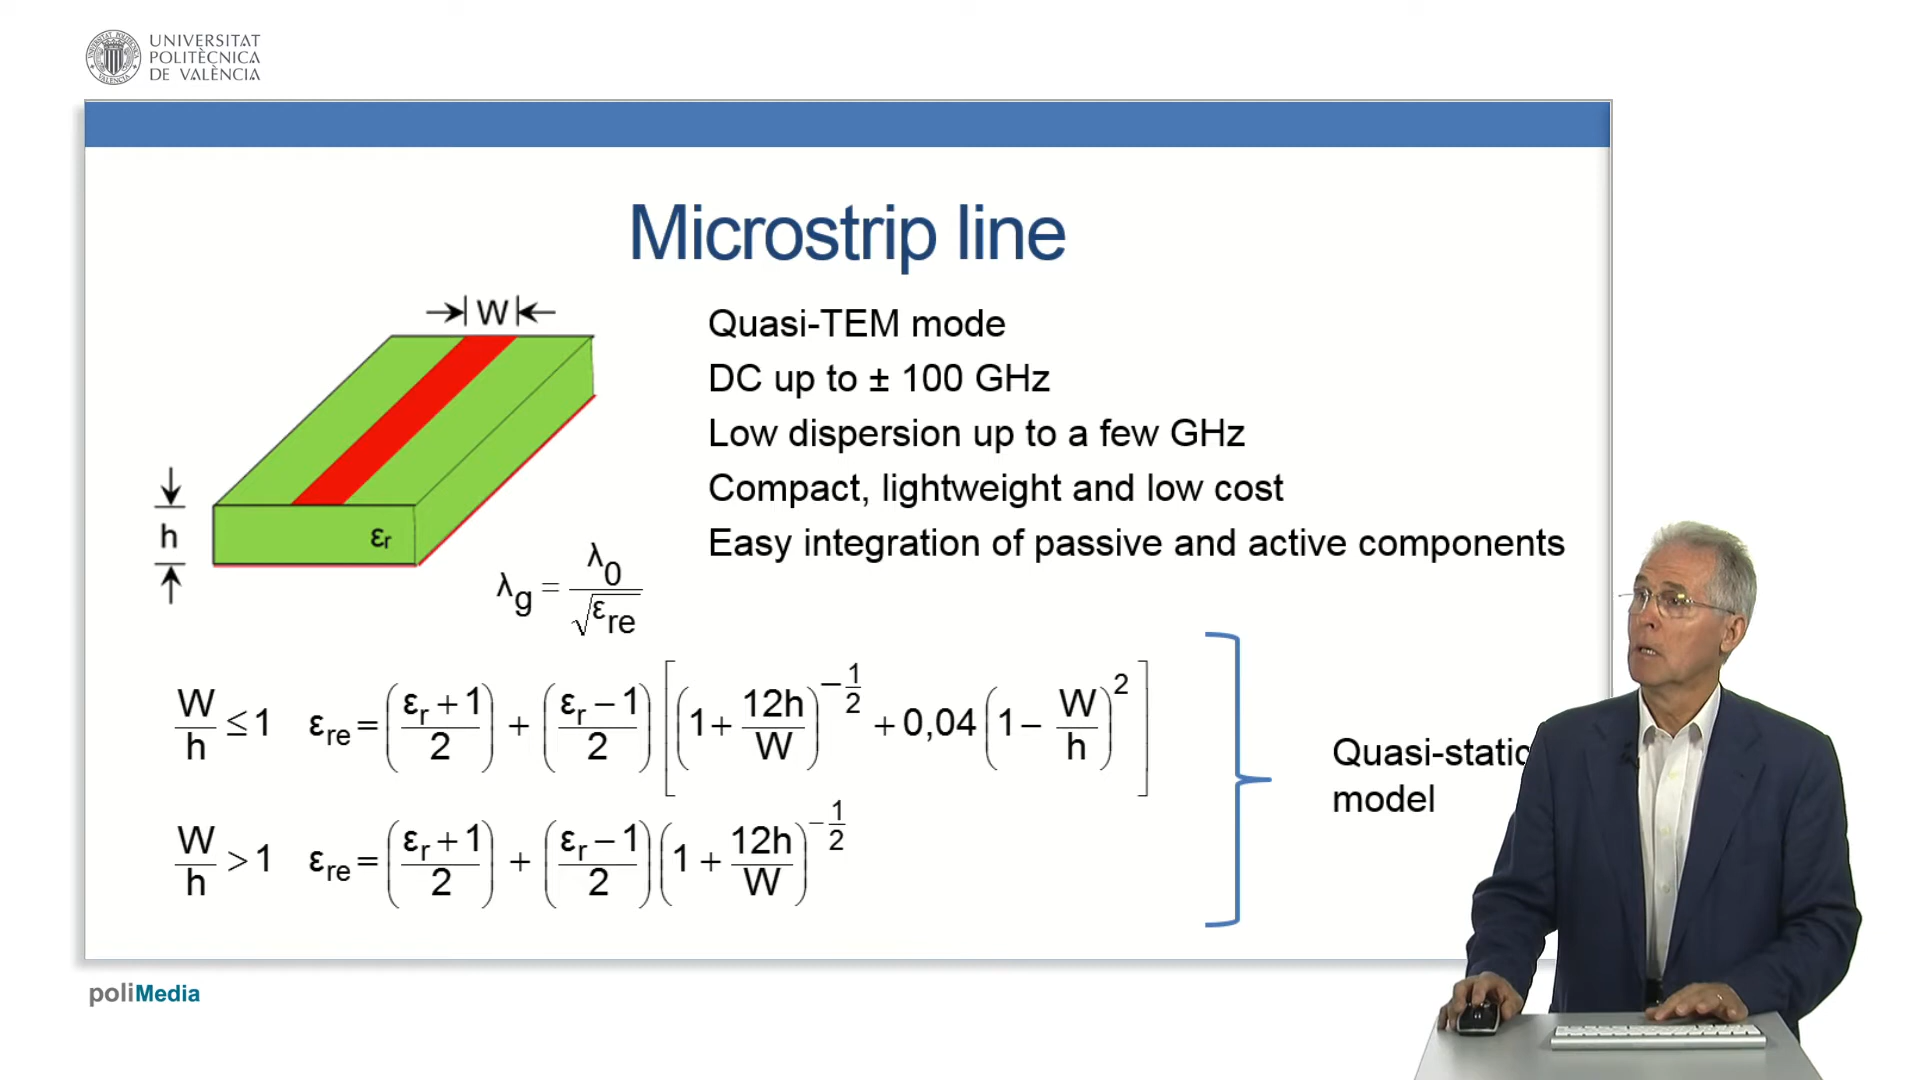 UNIVERSITAT
POLITÈCNICA
DE VALÈNCIA
Microstrip line
W
h
εr
Quasi-TEM mode
DC up to ± 100 GHz
Low dispersion up to a few GHz
Compact, lightweight and low cost
Easy integration of passive and active components
λg = λ0 / √εre
W/h ≤ 1 εre = ((εr + 1)/2) + ((εr − 1)/2) [(1 + 12h/W)^(−1/2) + 0,04 (1 − W/h)^2]
W/h > 1 εre = ((εr + 1)/2) + ((εr − 1)/2) (1 + 12h/W)^(−1/2)
Quasi-static
model
poliMedia